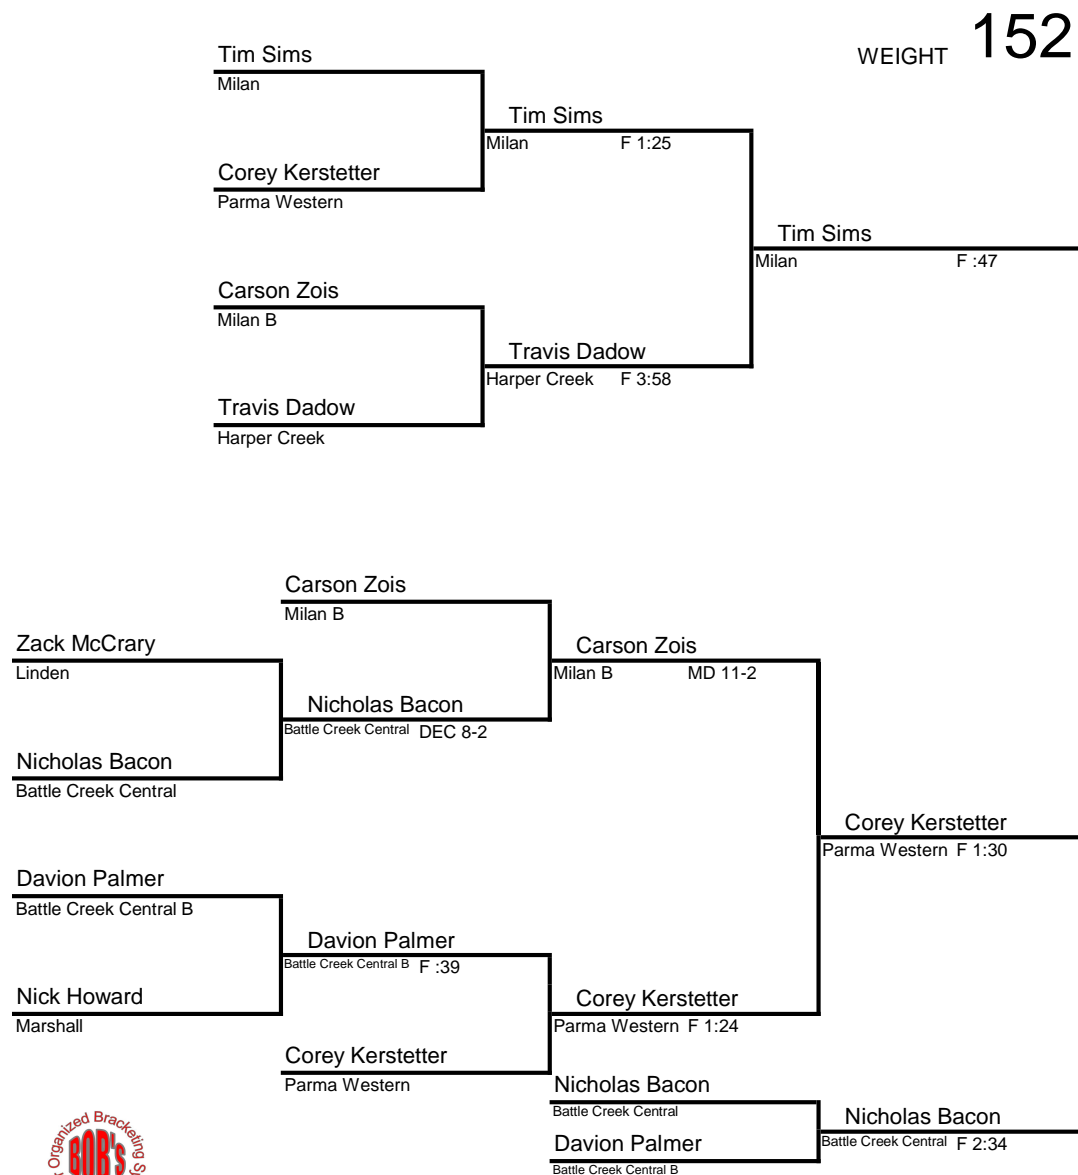 WEIGHT 152
Tim Sims
Milan
Tim Sims
Milan F 1:25
Corey Kerstetter
Parma Western
Tim Sims
Milan F :47
Carson Zois
Milan B
Travis Dadow
Harper Creek F 3:58
Travis Dadow
Harper Creek
Carson Zois
Milan B
Zack McCrary
Linden
Carson Zois
Milan B MD 11-2
Nicholas Bacon
Battle Creek Central DEC 8-2
Nicholas Bacon
Battle Creek Central
Corey Kerstetter
Parma Western F 1:30
Davion Palmer
Battle Creek Central B
Davion Palmer
Battle Creek Central B F :39
Nick Howard
Marshall
Corey Kerstetter
Parma Western F 1:24
Corey Kerstetter
Parma Western
Nicholas Bacon
Battle Creek Central
Nicholas Bacon
Battle Creek Central F 2:34
Davion Palmer
Battle Creek Central B
Organized Bracketing
BOB's